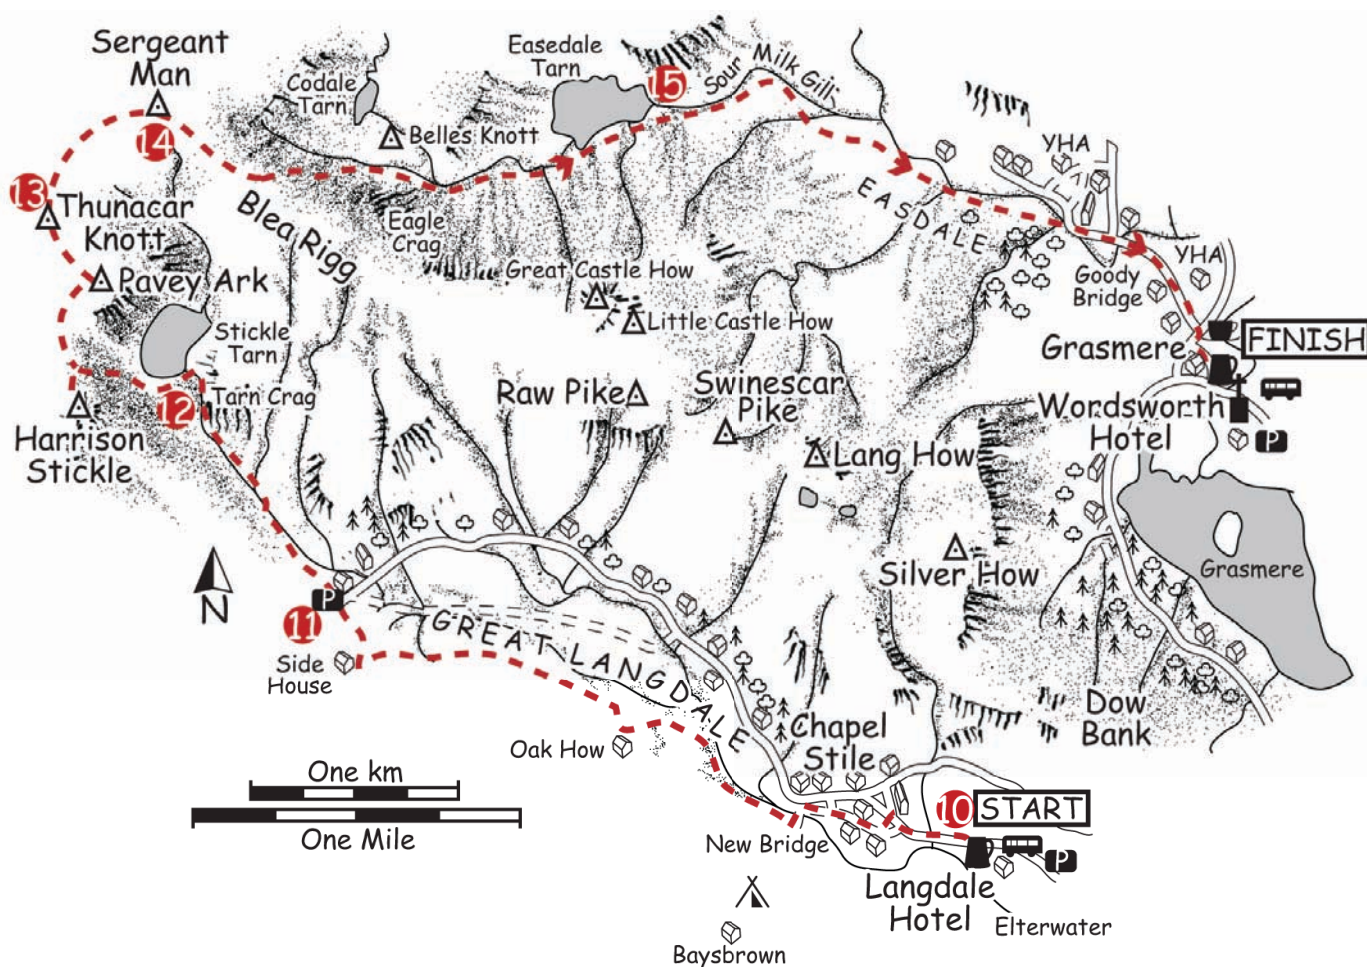 Sergeant
Man
Easedale
Tarn
15
Sour Milk Gill
Codale
Tarn
Belles Knott
YHA
14
13
Thunacar
Knott
Blea Rigg
Eagle
Crag
EASDALE
Pavey Ark
Great Castle How
Goody
Bridge
YHA
Stickle
Tarn
Little Castle How
Grasmere
FINISH
12
Tarn Crag
Raw Pike
Swinescar
Pike
Wordsworth
Hotel
P
Harrison
Stickle
Lang How
Silver How
Grasmere
N
P
11
GREAT LANGDALE
Side
House
Dow
Bank
Oak How
Chapel
Stile
One km
One Mile
10
START
New Bridge
P
Langdale
Hotel
Elterwater
Baysbrown